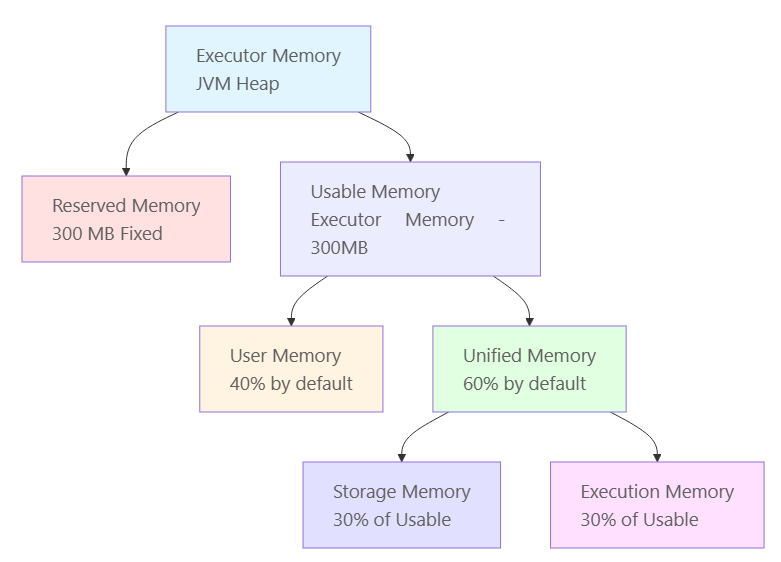 Executor Memory
JVM Heap
Reserved Memory
300 MB Fixed
Usable Memory
Executor Memory -
300MB
User Memory
40% by default
Unified Memory
60% by default
Storage Memory
30% of Usable
Execution Memory
30% of Usable